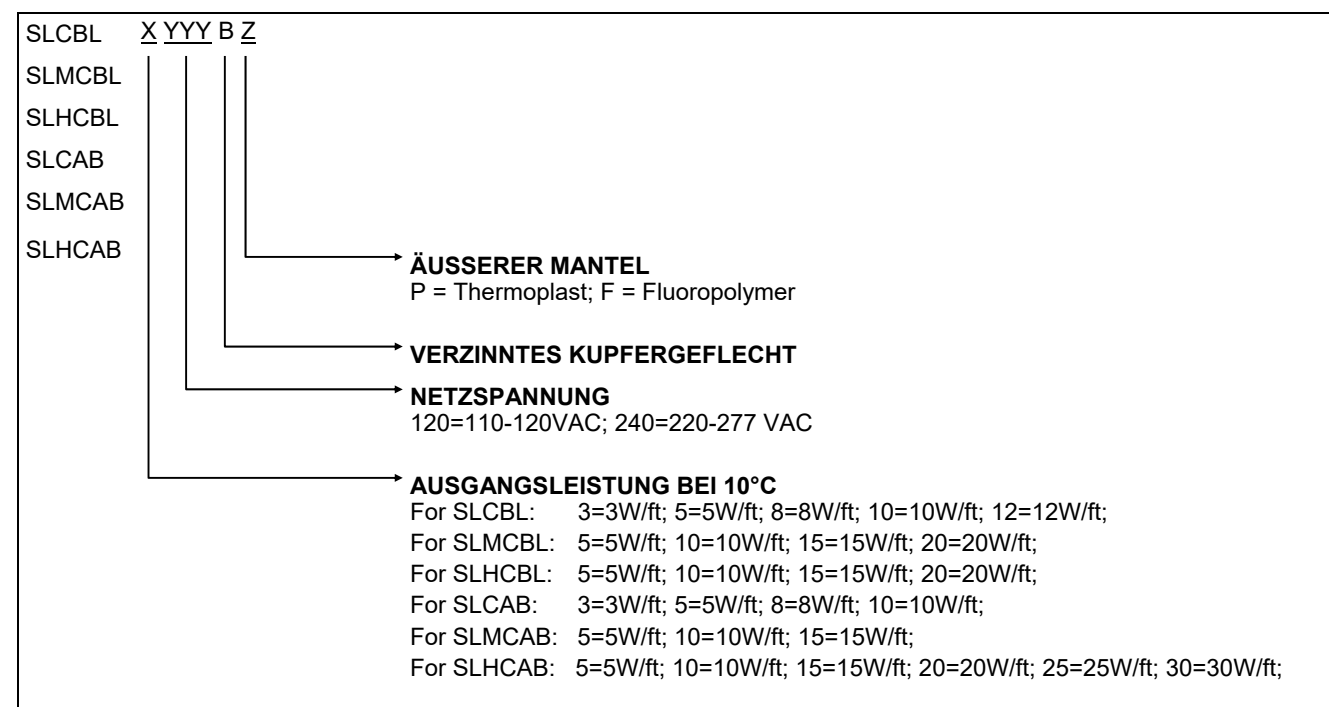 SLCBL X YYY B Z
SLMCBL
SLHCBL
SLCAB
SLMCAB
SLHCAB
ÄUSSERER MANTEL
P = Thermoplast; F = Fluoropolymer
VERZINNTES KUPFERGEFLECHT
NETZSPANNUNG
120=110-120VAC; 240=220-277 VAC
AUSGANGSLEISTUNG BEI 10°C
For SLCBL: 3=3W/ft; 5=5W/ft; 8=8W/ft; 10=10W/ft; 12=12W/ft;
For SLMCBL: 5=5W/ft; 10=10W/ft; 15=15W/ft; 20=20W/ft;
For SLHCBL: 5=5W/ft; 10=10W/ft; 15=15W/ft; 20=20W/ft;
For SLCAB: 3=3W/ft; 5=5W/ft; 8=8W/ft; 10=10W/ft;
For SLMCAB: 5=5W/ft; 10=10W/ft; 15=15W/ft;
For SLHCAB: 5=5W/ft; 10=10W/ft; 15=15W/ft; 20=20W/ft; 25=25W/ft; 30=30W/ft;